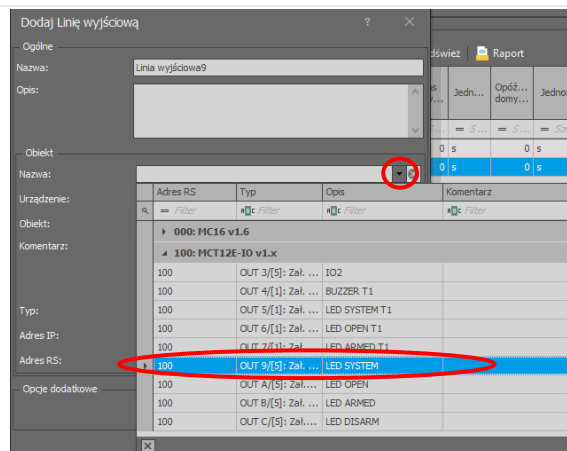 Dodaj Linię wyjściową ? ×
Ogólne
dśwież Raport
Nazwa: Linia wyjściowa9
Opis:
Jedn... Opóź... domy... Jednos
= S... = S... = Sz
0 s 0 s
0 s 0 s
Obiekt
Nazwa:
Urządzenie:
Adres RS Typ Opis Komentarz
= Filter Filter Filter Filter
Obiekt:
000: MC16 v1.6
Komentarz:
100: MCT12E-IO v1.x
100 OUT 3/[5]: Zał. ... IO2
100 OUT 4/[1]: Zał. ... BUZZER T1
Typ:
100 OUT 5/[1]: Zał. ... LED SYSTEM T1
100 OUT 6/[1]: Zał. ... LED OPEN T1
Adres IP:
100 OUT 7/[1]: Zał. ... LED ARMED T1
Adres RS:
100 OUT 9/[5]: Zał. ... LED SYSTEM
Opcje dodatkowe
100 OUT A/[5]: Zał. ... LED OPEN
100 OUT B/[5]: Zał. ... LED ARMED
100 OUT C/[5]: Zał.... LED DISARM